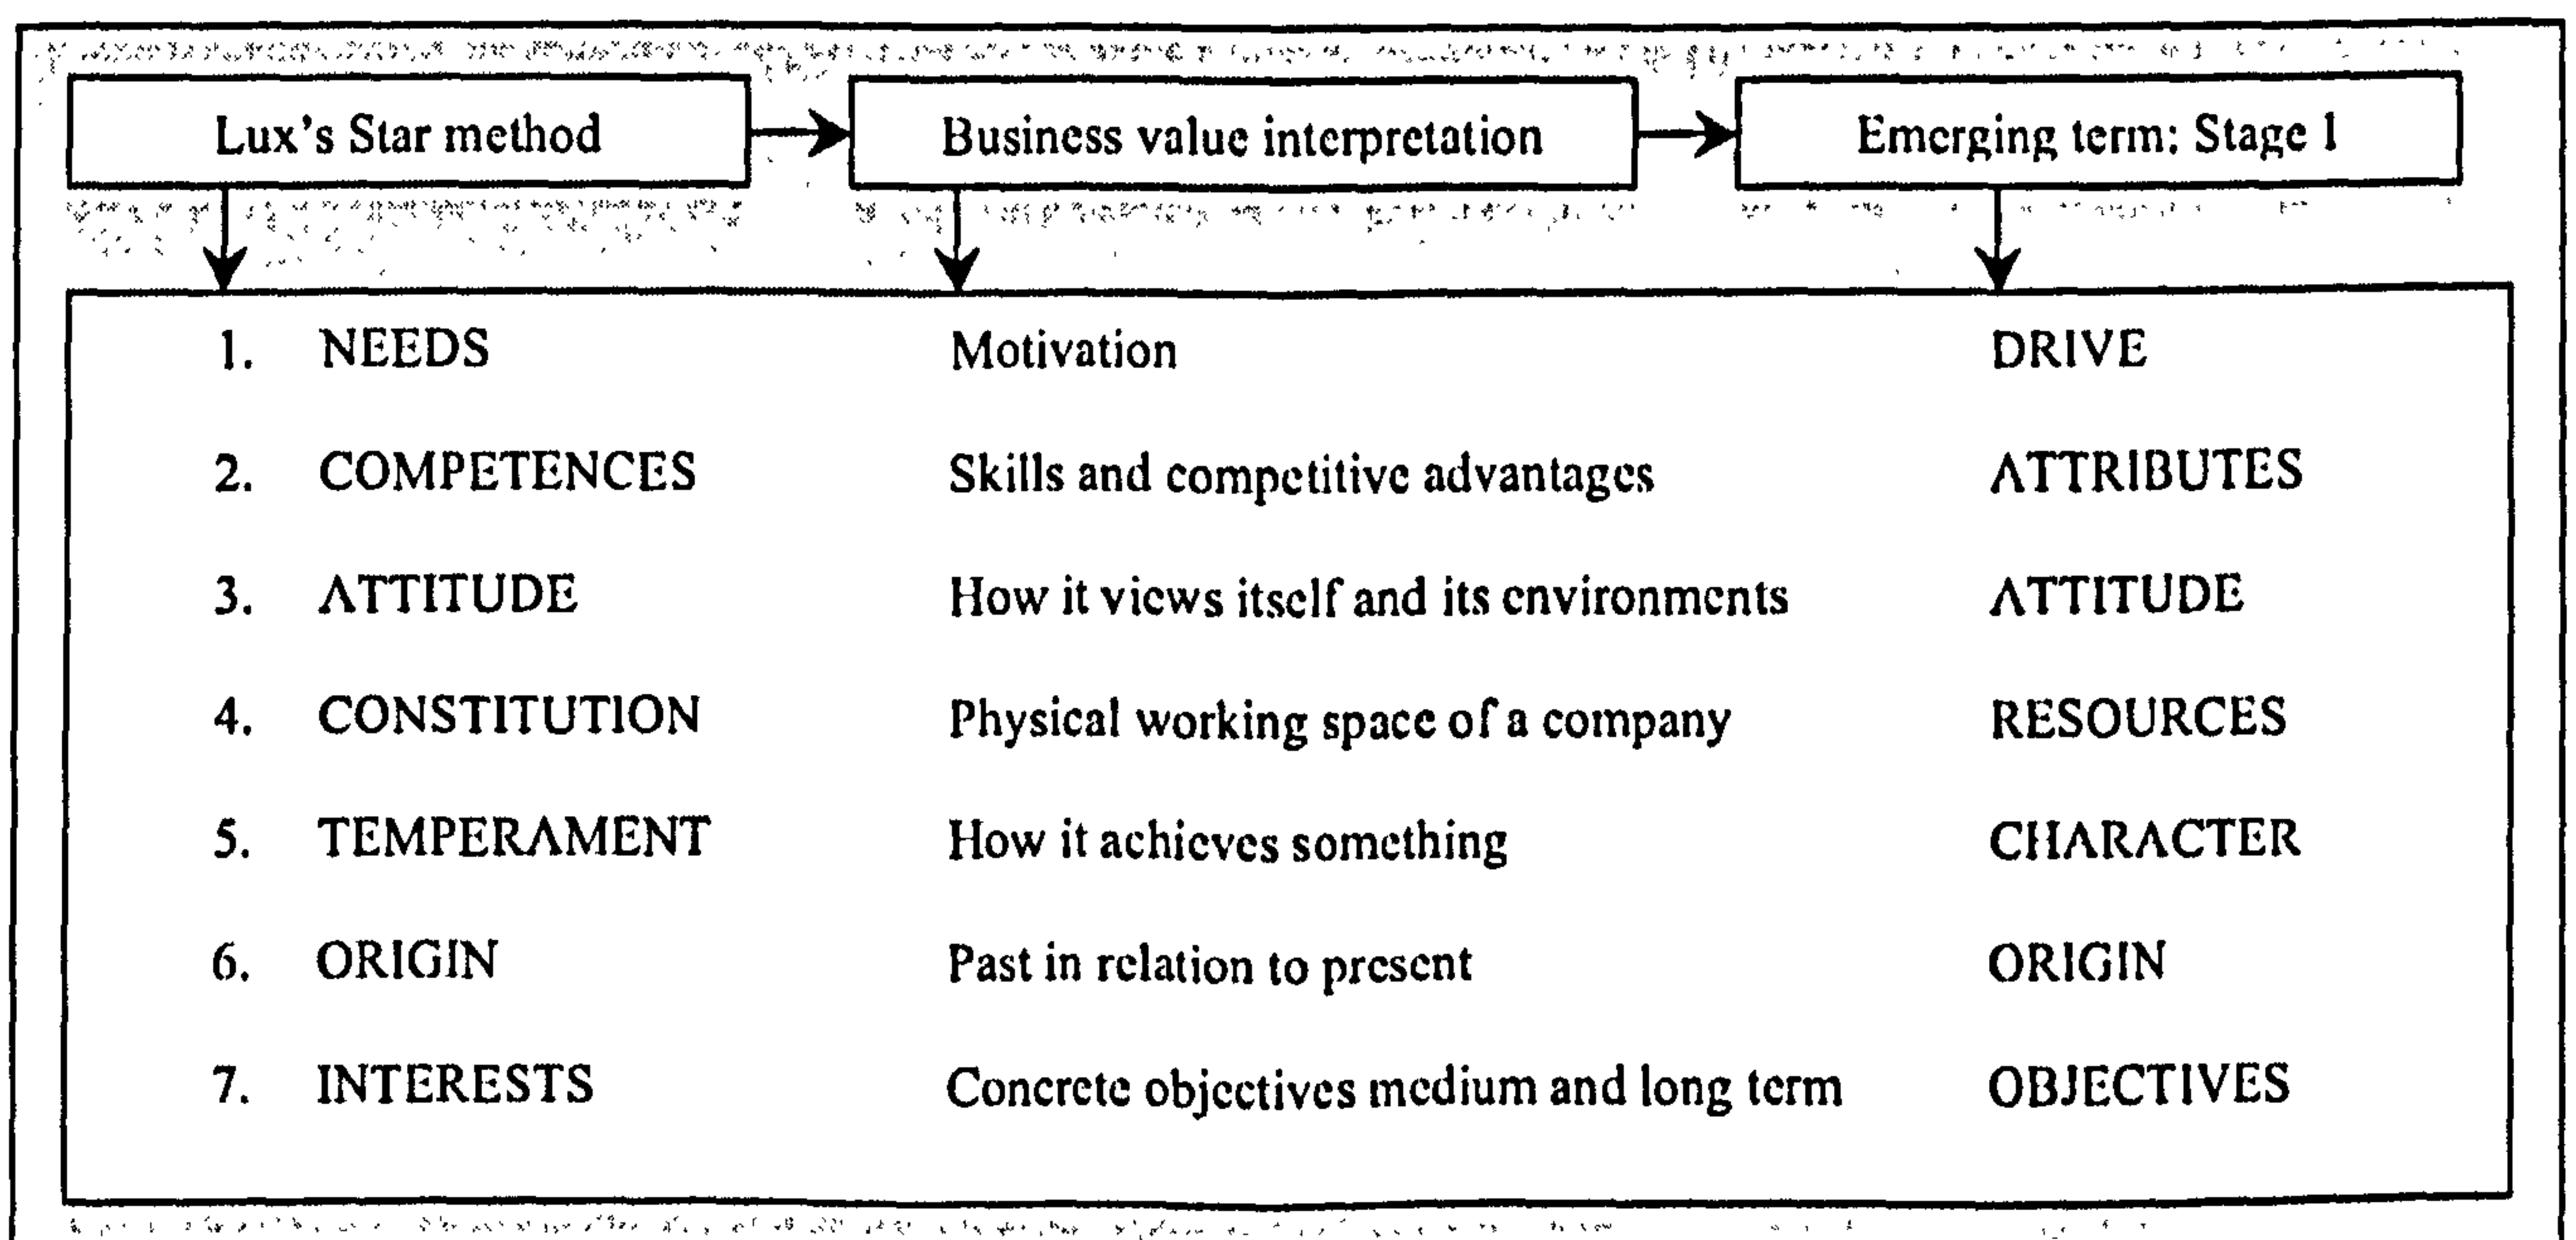 Lux's Star method Business value interpretation Emerging term: Stage 1
1. NEEDS Motivation DRIVE
2. COMPETENCES Skills and competitive advantages ATTRIBUTES
3. ATTITUDE How it views itself and its environments ATTITUDE
4. CONSTITUTION Physical working space of a company RESOURCES
5. TEMPERAMENT How it achieves something CHARACTER
6. ORIGIN Past in relation to present ORIGIN
7. INTERESTS Concrete objectives medium and long term OBJECTIVES